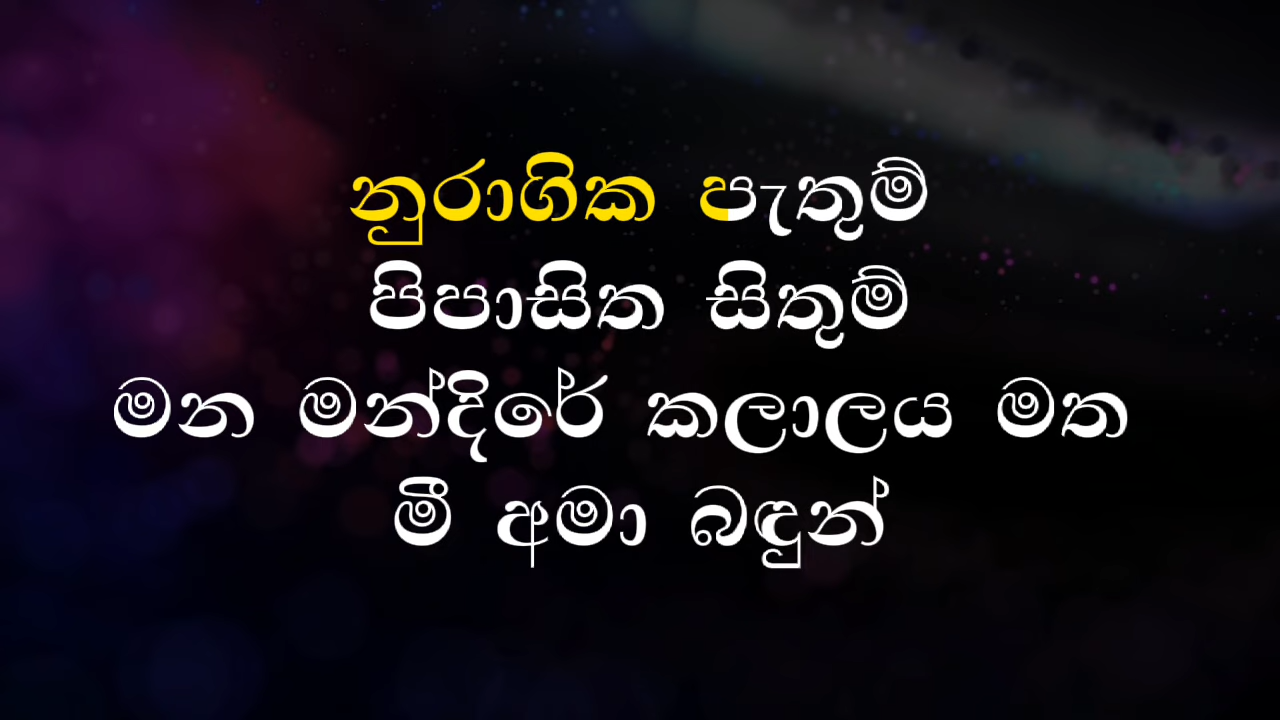 නුරාගික පැතුම්
පිපාසිත සිතුම්
මන මන්දිරේ කලාලය මත
මී අමා බඳුන්